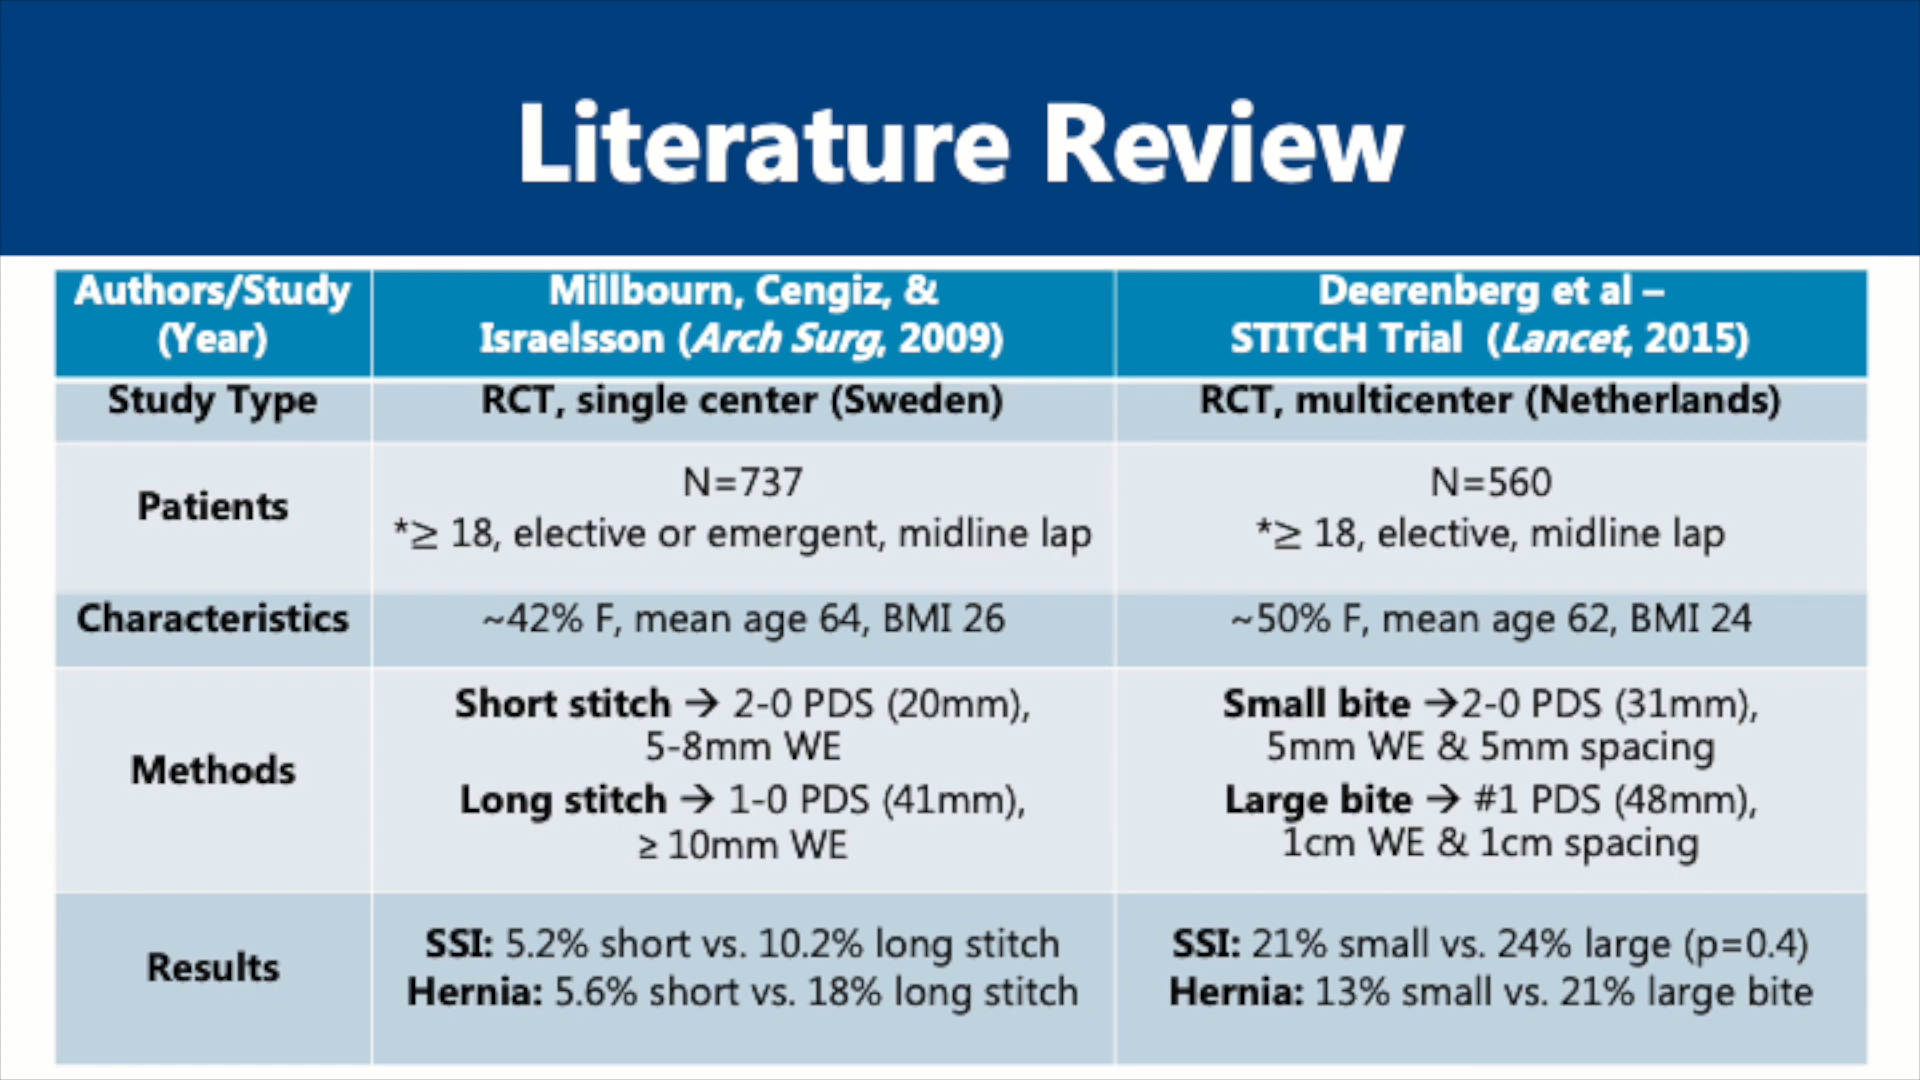 Literature Review
Authors/Study
(Year)
Millbourn, Cengiz, &
Israelsson (Arch Surg, 2009)
Deerenberg et al –
STITCH Trial (Lancet, 2015)
Study Type
RCT, single center (Sweden)
RCT, multicenter (Netherlands)
Patients
N=737
*≥ 18, elective or emergent, midline lap
N=560
*≥ 18, elective, midline lap
Characteristics
~42% F, mean age 64, BMI 26
~50% F, mean age 62, BMI 24
Methods
Short stitch → 2-0 PDS (20mm),
5-8mm WE
Long stitch → 1-0 PDS (41mm),
≥ 10mm WE
Small bite →2-0 PDS (31mm),
5mm WE & 5mm spacing
Large bite → #1 PDS (48mm),
1cm WE & 1cm spacing
Results
SSI: 5.2% short vs. 10.2% long stitch
Hernia: 5.6% short vs. 18% long stitch
SSI: 21% small vs. 24% large (p=0.4)
Hernia: 13% small vs. 21% large bite